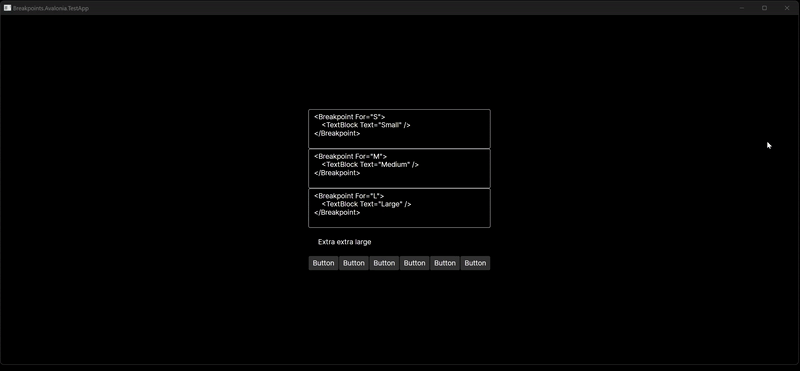 Breakpoints.Avalonia.TestApp
<Breakpoint For="S">
    <TextBlock Text="Small" />
</Breakpoint>
<Breakpoint For="M">
    <TextBlock Text="Medium" />
</Breakpoint>
<Breakpoint For="L">
    <TextBlock Text="Large" />
</Breakpoint>
Extra extra large
Button Button Button Button Button Button